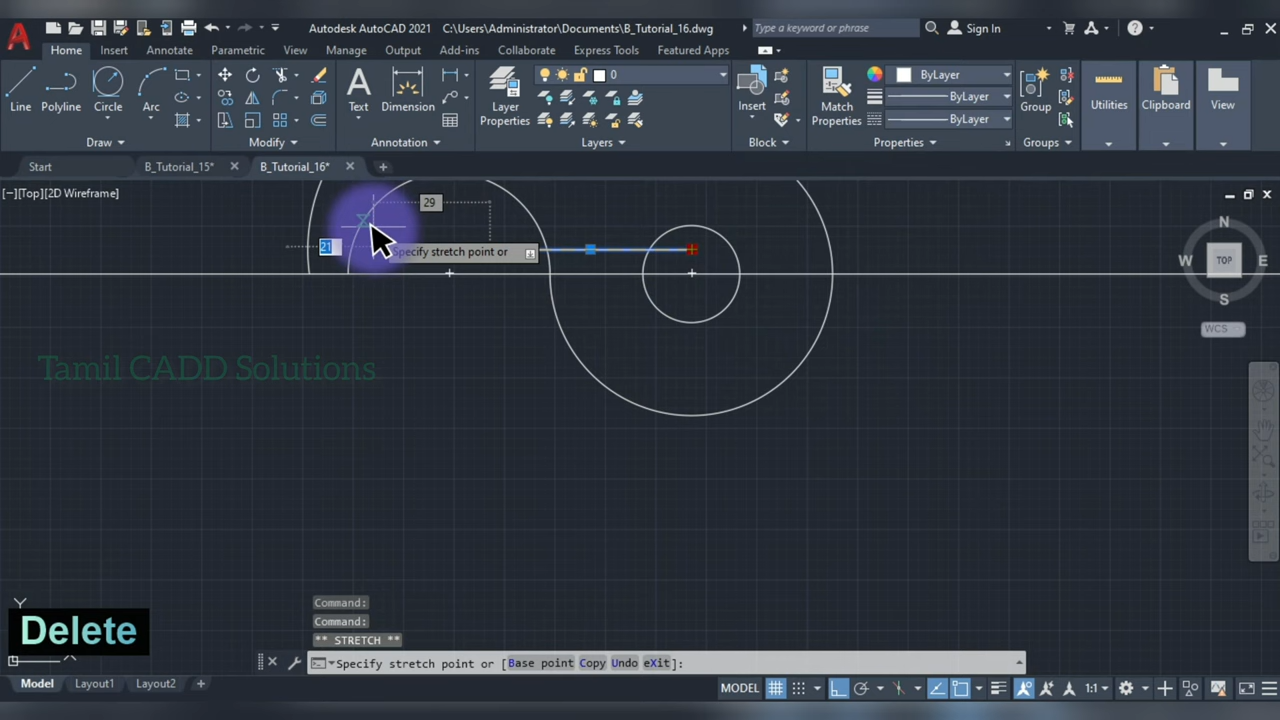 Autodesk AutoCAD 2021 C:\Users\Administrator\Documents\B_Tutorial_16.dwg
Type a keyword or phrase
Sign In
Home Insert Annotate Parametric View Manage Output Add-ins Collaborate Express Tools Featured Apps
0
ByLayer
ByLayer
ByLayer
Line Polyline Circle Arc
Text Dimension
Layer Properties
Insert
Match Properties
Group
Utilities Clipboard View
Draw Modify Annotation Layers Block Properties Groups
Start B_Tutorial_15* B_Tutorial_16*
[−][Top][2D Wireframe]
29
21
Specify stretch point or
N
W TOP E
S
WCS
Tamil CADD Solutions
Y
Delete
Command:
Command:
** STRETCH **
Specify stretch point or [Base point Copy Undo eXit]:
Model Layout1 Layout2
MODEL 1:1